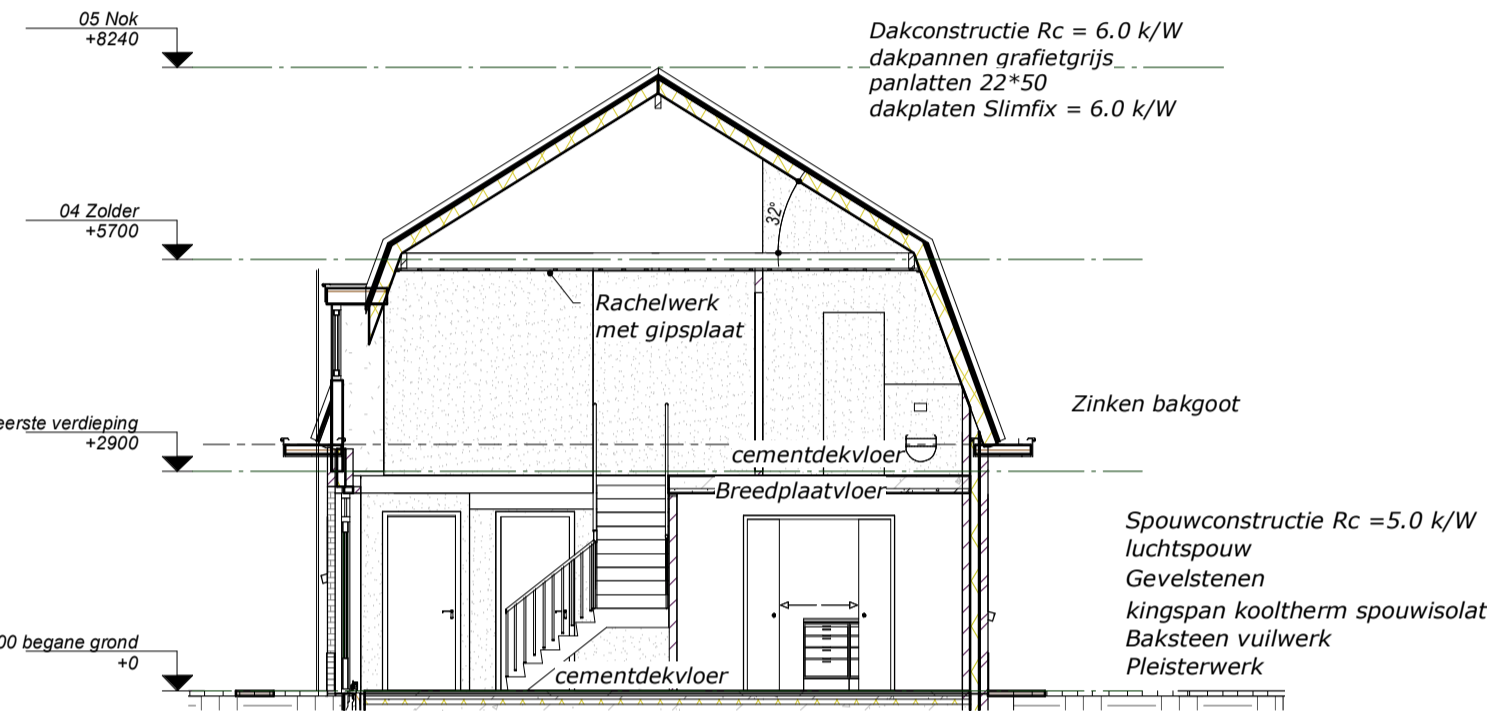 05 Nok
+8240
Dakconstructie Rc = 6.0 k/W
dakpannen grafietgrijs
panlatten 22*50
dakplaten Slimfix = 6.0 k/W
04 Zolder
+5700
32°
Rachelwerk
met gipsplaat
eerste verdieping
+2900
Zinken bakgoot
cementdekvloer
Breedplaatvloer
Spouwconstructie Rc =5.0 k/W
luchtspouw
Gevelstenen
kingspan kooltherm spouwisolat
Baksteen vuilwerk
Pleisterwerk
00 begane grond
+0
cementdekvloer